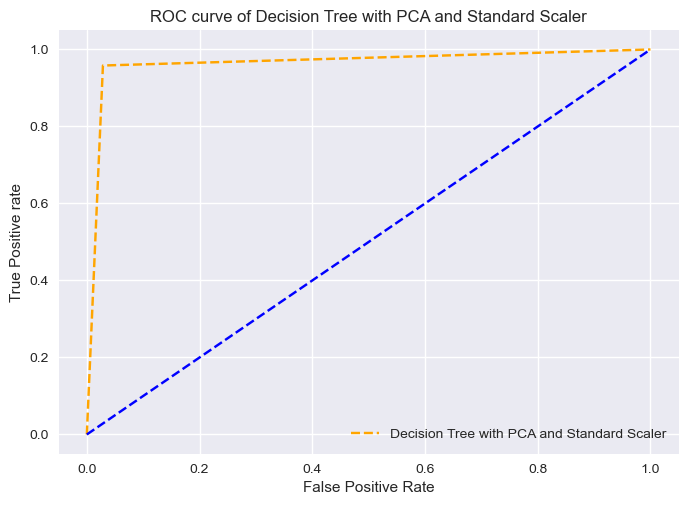 ROC curve of Decision Tree with PCA and Standard Scaler
1.0
0.8
0.6
0.4
0.2
0.0
True Positive rate
Decision Tree with PCA and Standard Scaler
0.0 0.2 0.4 0.6 0.8 1.0
False Positive Rate